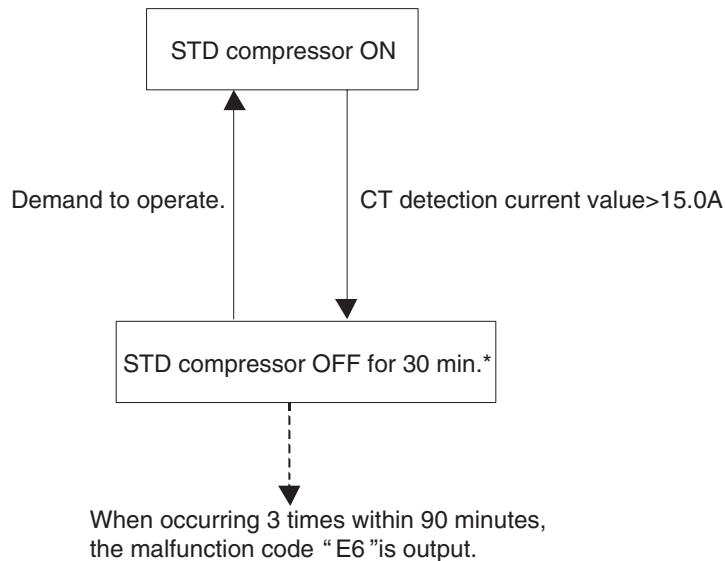 STD compressor ON
Demand to operate.
CT detection current value>15.0A
STD compressor OFF for 30 min.*
When occurring 3 times within 90 minutes,
the malfunction code “E6”is output.